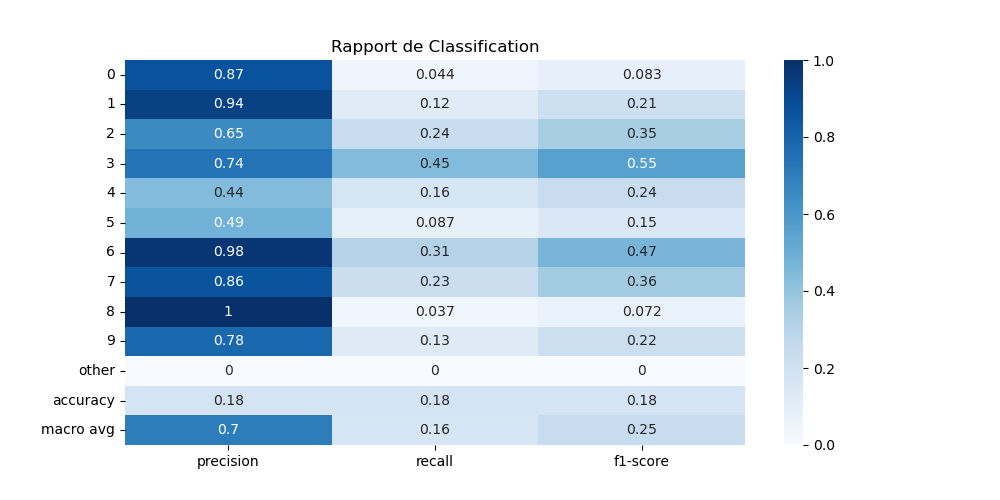 Rapport de Classification
0 0.87 0.044 0.083
1 0.94 0.12 0.21
2 0.65 0.24 0.35
3 0.74 0.45 0.55
4 0.44 0.16 0.24
5 0.49 0.087 0.15
6 0.98 0.31 0.47
7 0.86 0.23 0.36
8 1 0.037 0.072
9 0.78 0.13 0.22
other 0 0 0
accuracy 0.18 0.18 0.18
macro avg 0.7 0.16 0.25
precision recall f1-score
1.0
0.8
0.6
0.4
0.2
0.0